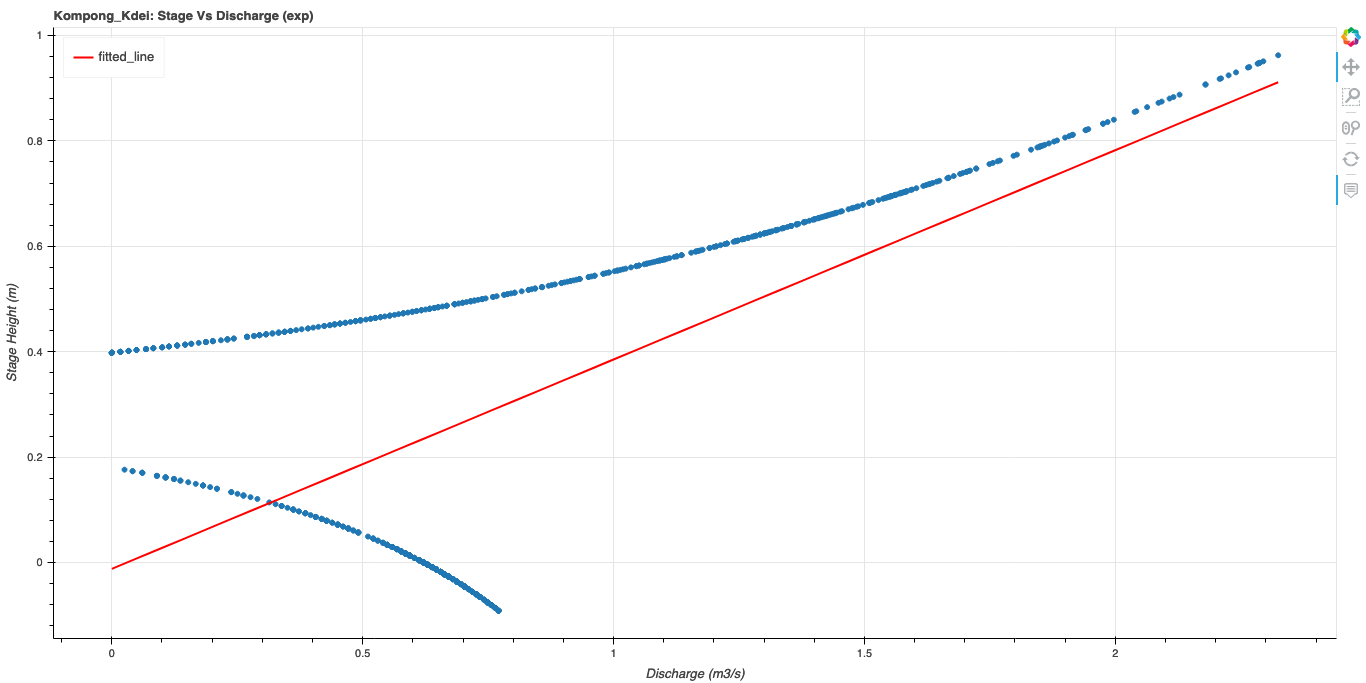 Kompong_Kdei: Stage Vs Discharge (exp)
fitted_line
1
0.8
0.6
0.4
0.2
0
Stage Height (m)
0
0.5
1
1.5
2
Discharge (m3/s)